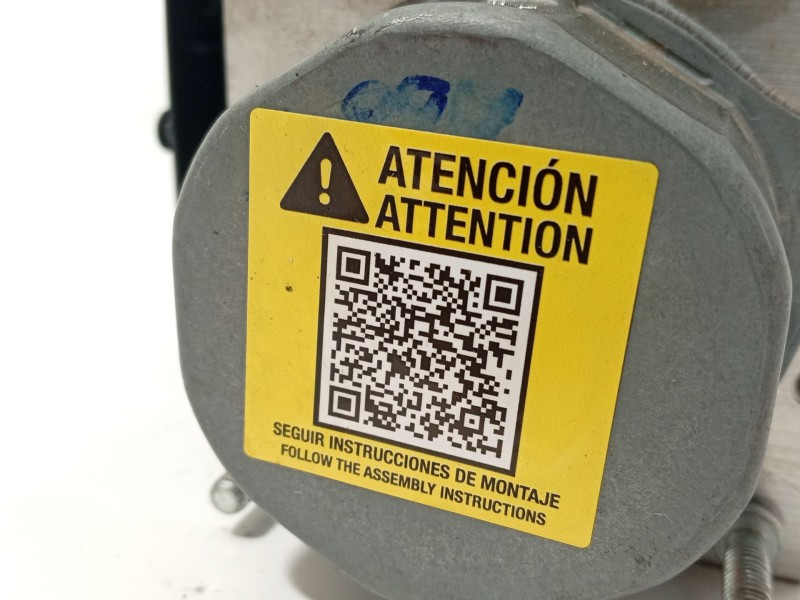 ATENCIÓN
ATTENTION
SEGUIR INSTRUCCIONES DE MONTAJE
FOLLOW THE ASSEMBLY INSTRUCTIONS